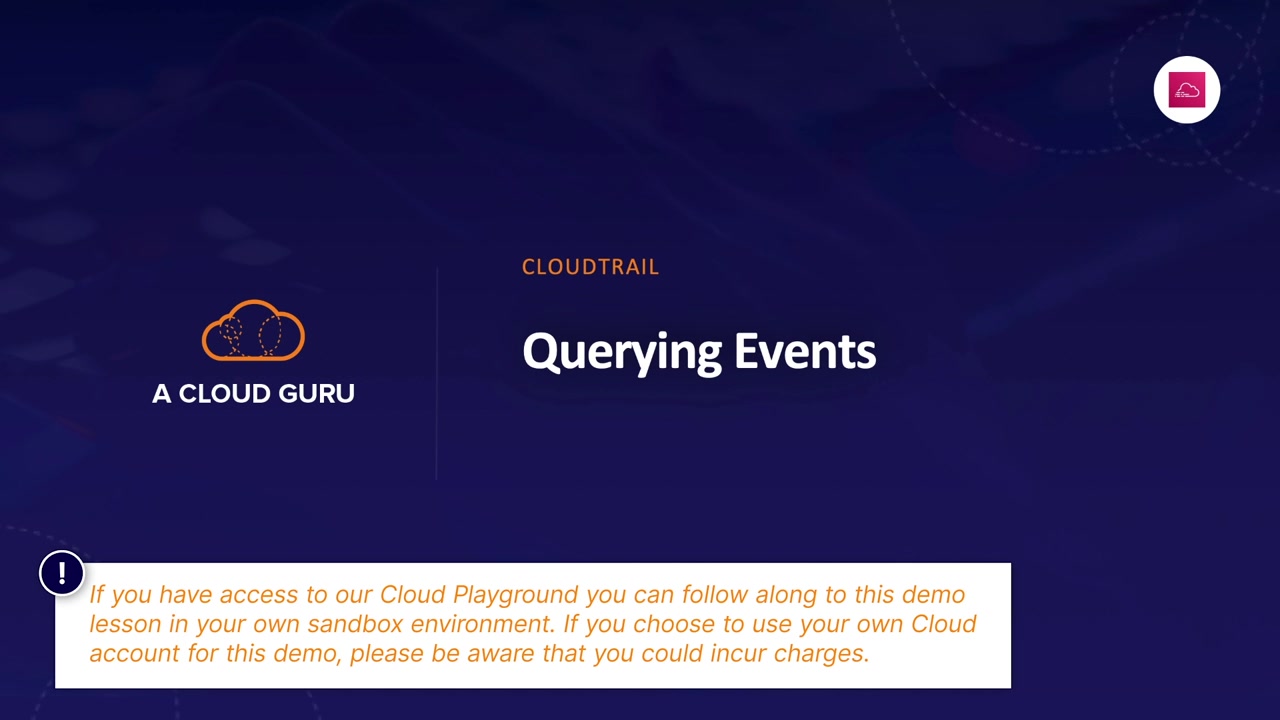 CLOUDTRAIL
Querying Events
A CLOUD GURU
!
If you have access to our Cloud Playground you can follow along to this demo
lesson in your own sandbox environment. If you choose to use your own Cloud
account for this demo, please be aware that you could incur charges.